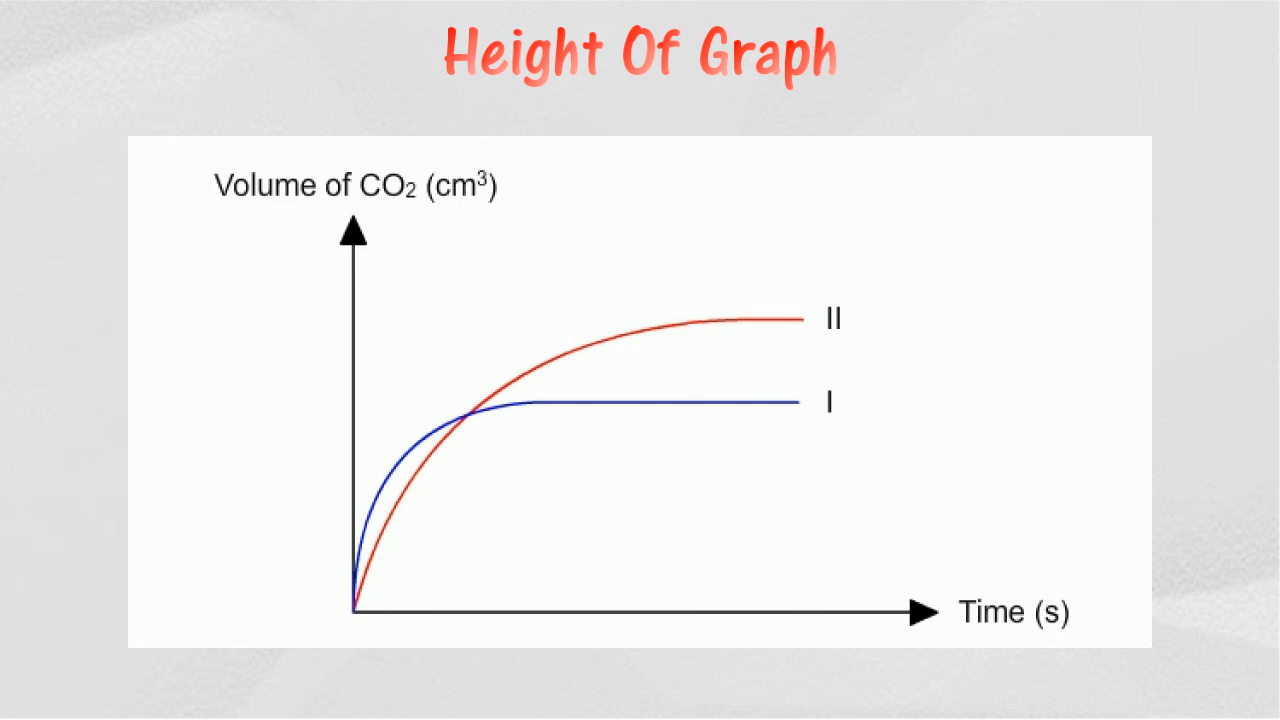 Height Of Graph
Volume of CO₂ (cm³)
II
I
Time (s)